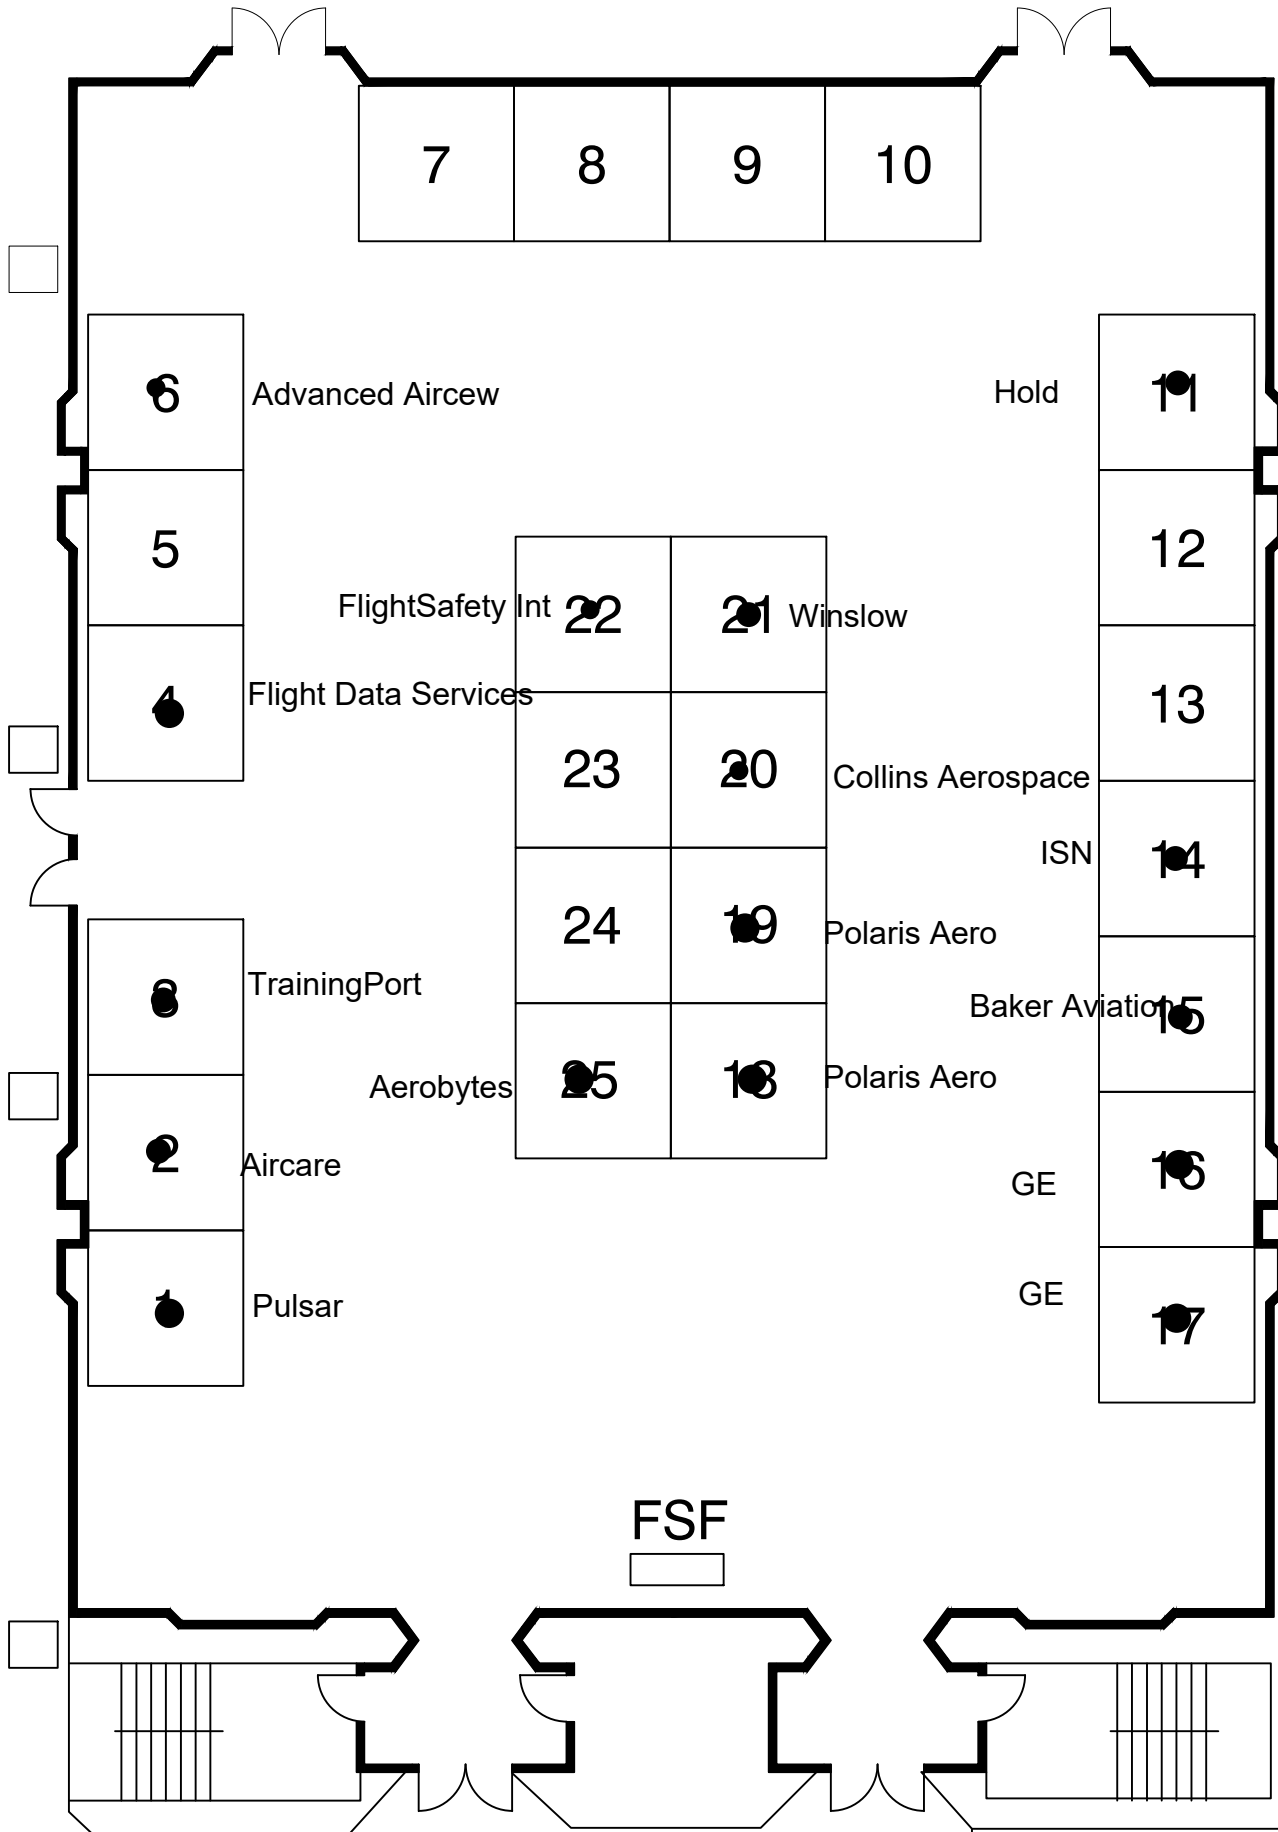 7 8 9 10
6 Advanced Aircew
Hold 11
5
12
FlightSafety Int 22
21 Winslow
4 Flight Data Services
13
23
20 Collins Aerospace
ISN 14
24
19 Polaris Aero
3 TrainingPort
Baker Aviation 15
Aerobytes 25
18 Polaris Aero
2 Aircare
GE 16
1 Pulsar
GE 17
FSF